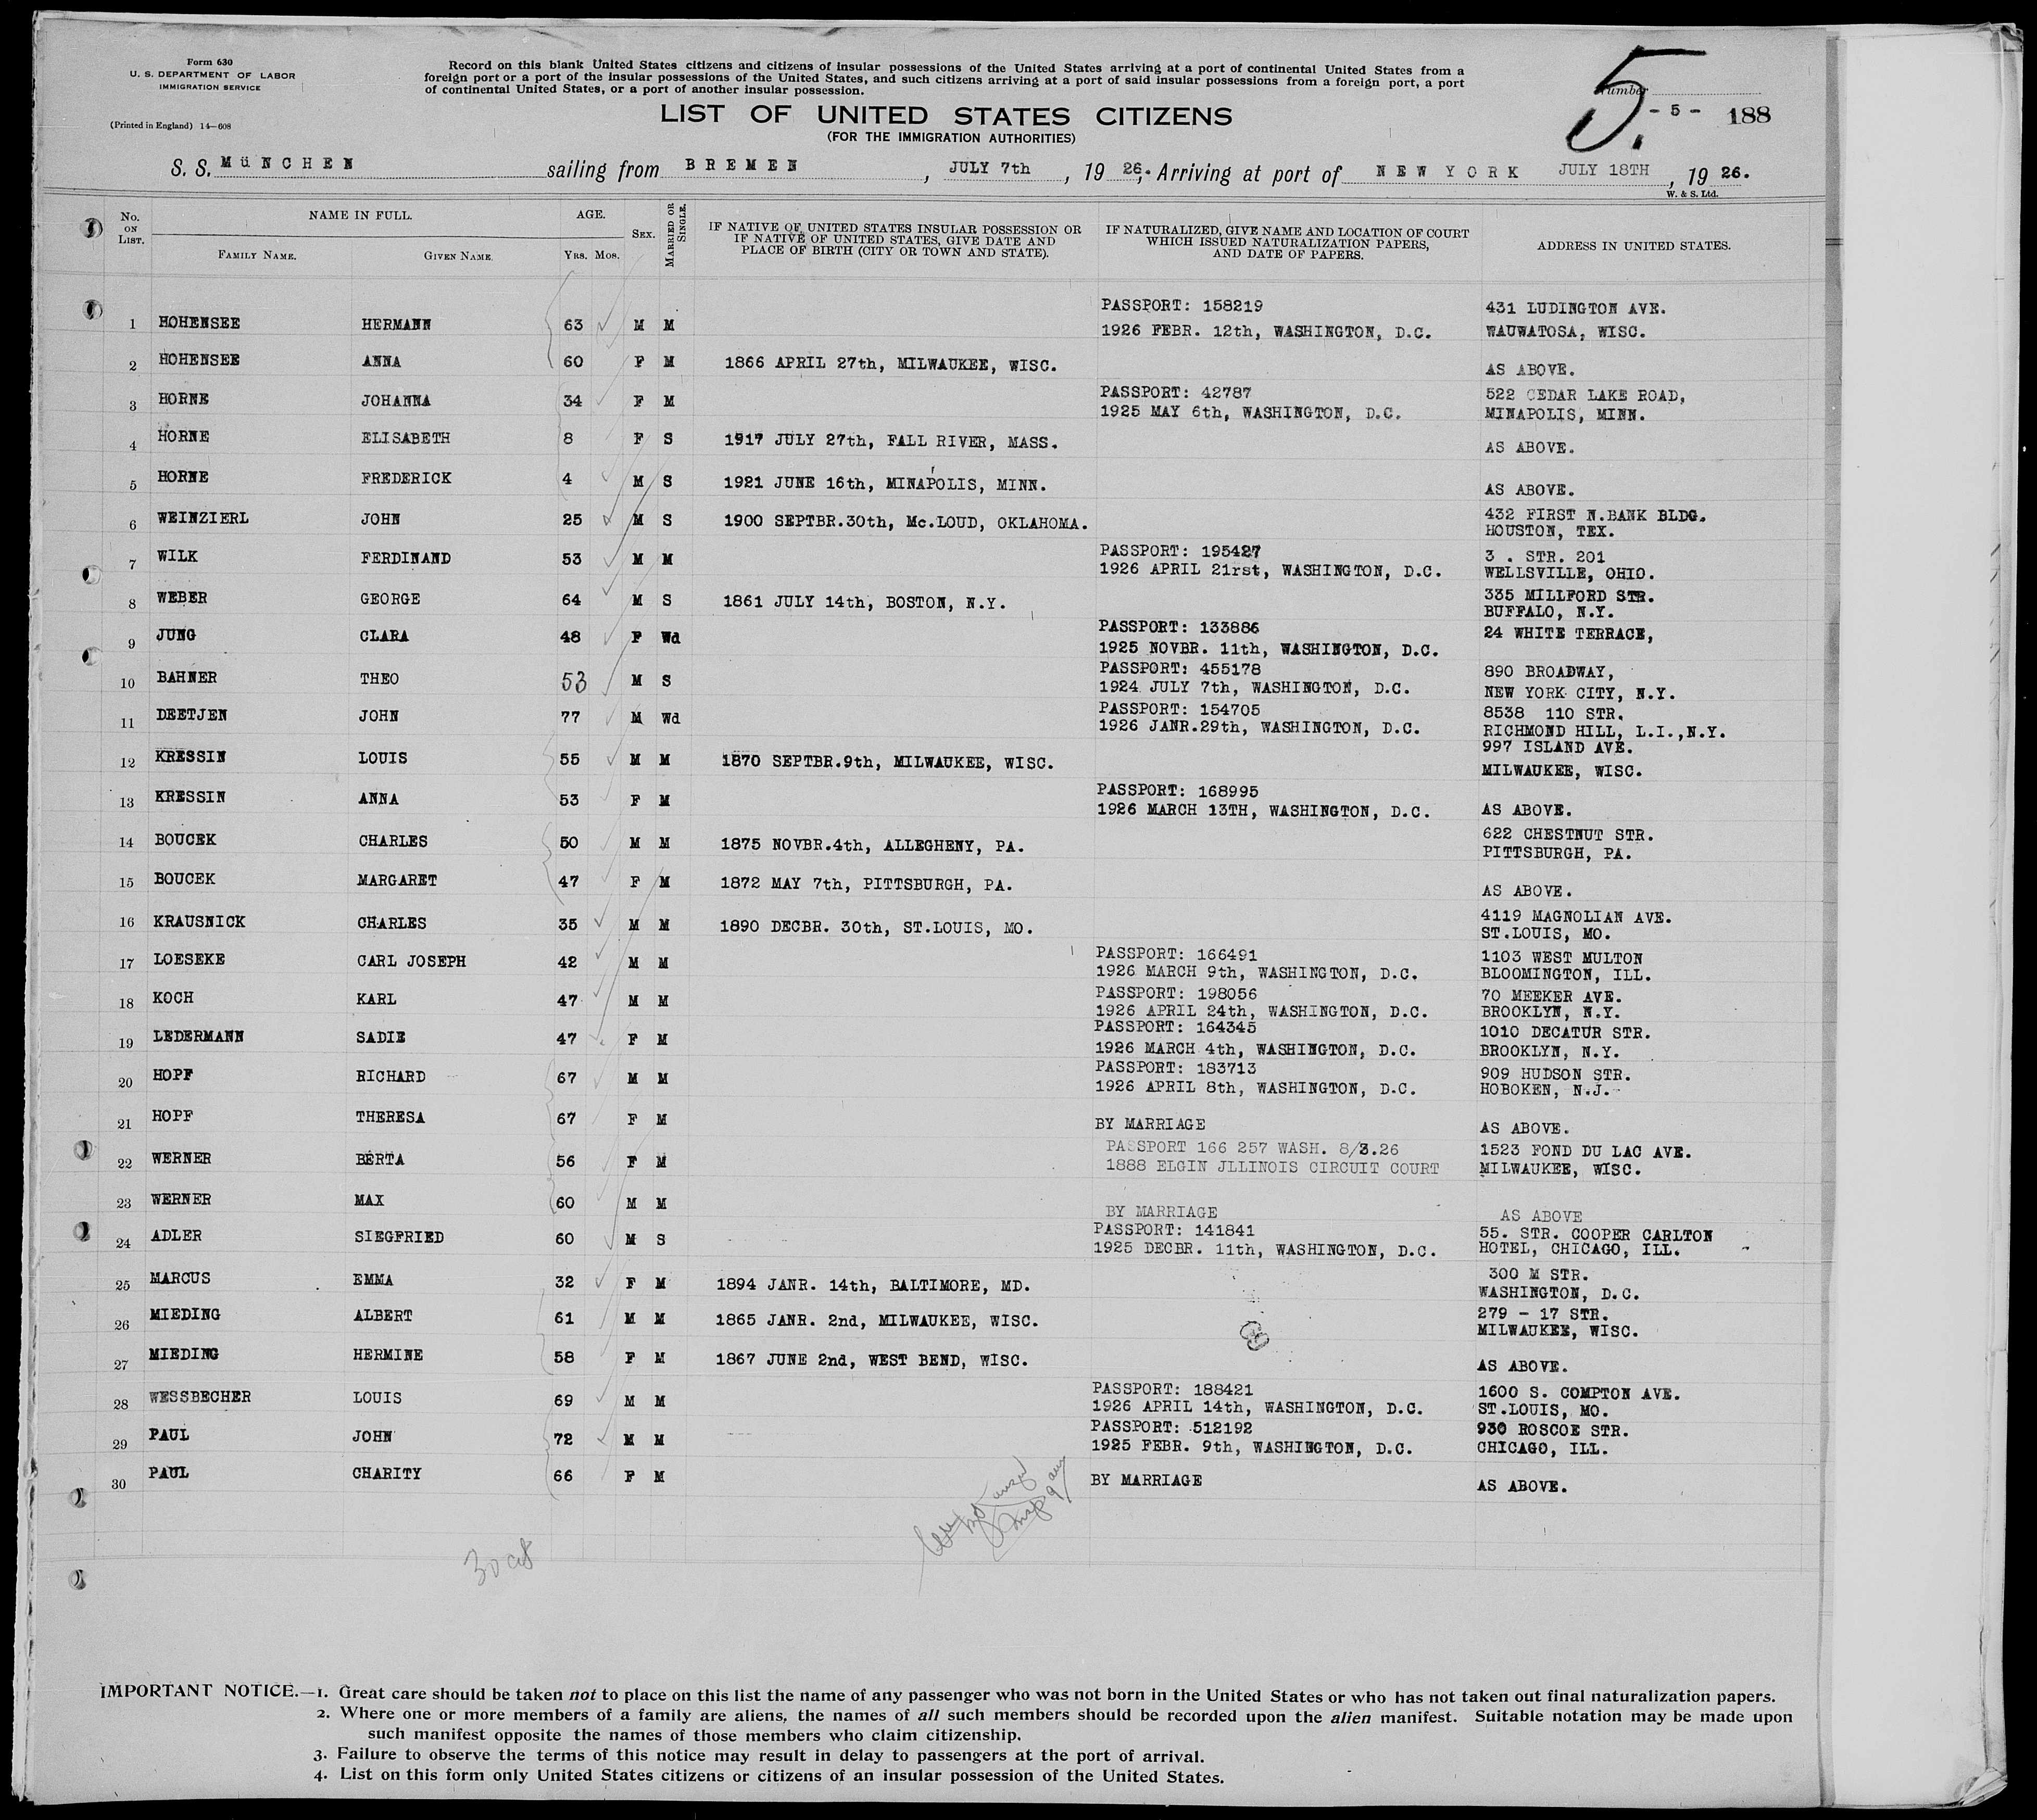 Form 630
U. S. DEPARTMENT OF LABOR
IMMIGRATION SERVICE
(Printed in England) 14—608
Record on this blank United States citizens and citizens of insular possessions of the United States arriving at a port of continental United States from a
foreign port or a port of the insular possessions of the United States, and such citizens arriving at a port of said insular possessions from a foreign port, a port
of continental United States, or a port of another insular possession.
LIST OF UNITED STATES CITIZENS
(FOR THE IMMIGRATION AUTHORITIES)
5.
Number - 5 - 188
S. S. MüNCHEN sailing from BREMEN, JULY 7th, 19 26; Arriving at port of NEW YORK JULY 18TH, 19 26.
W. & S. Ltd.
No. ON LIST. NAME IN FULL. AGE. SEX. MARRIED OR SINGLE. IF NATIVE OF UNITED STATES INSULAR POSSESSION OR IF NATIVE OF UNITED STATES, GIVE DATE AND PLACE OF BIRTH (CITY OR TOWN AND STATE). IF NATURALIZED, GIVE NAME AND LOCATION OF COURT WHICH ISSUED NATURALIZATION PAPERS, AND DATE OF PAPERS. ADDRESS IN UNITED STATES.
FAMILY NAME. GIVEN NAME. YRS. MOS.
PASSPORT: 158219 431 LUDINGTON AVE.
1 HOHENSEE HERMANN 63 M M 1926 FEBR. 12th, WASHINGTON, D.C. WAUWATOSA, WISC.
2 HOHENSEE ANNA 60 F M 1866 APRIL 27th, MILWAUKEE, WISC. AS ABOVE.
PASSPORT: 42787 522 CEDAR LAKE ROAD,
3 HORNE JOHANNA 34 F M 1925 MAY 6th, WASHINGTON, D.C. MINAPOLIS, MINN.
4 HORNE ELISABETH 8 F S 1917 JULY 27th, FALL RIVER, MASS. AS ABOVE.
5 HORNE FREDERICK 4 M S 1921 JUNE 16th, MINAPOLIS, MINN. AS ABOVE.
6 WEINZIERL JOHN 25 M S 1900 SEPTBR.30th, Mc.LOUD, OKLAHOMA. 432 FIRST N.BANK BLDG.
HOUSTON, TEX.
7 WILK FERDINAND 53 M M PASSPORT: 195427 3 . STR. 201
1926 APRIL 21rst, WASHINGTON, D.C. WELLSVILLE, OHIO.
8 WEBER GEORGE 64 M S 1861 JULY 14th, BOSTON, N.Y. 335 MILLFORD STR.
BUFFALO, N.Y.
9 JUNG CLARA 48 F Wd PASSPORT: 133886 24 WHITE TERRACE,
1925 NOVBR. 11th, WASHINGTON, D.C.
10 BAHNER THEO 53 M S PASSPORT: 455178 890 BROADWAY,
1924 JULY 7th, WASHINGTON, D.C. NEW YORK CITY, N.Y.
11 DEETJEN JOHN 77 M Wd PASSPORT: 154705 8538 110 STR.
1926 JANR.29th, WASHINGTON, D.C. RICHMOND HILL, L.I.,N.Y.
12 KRESSIN LOUIS 55 M M 1870 SEPTBR.9th, MILWAUKEE, WISC. 997 ISLAND AVE.
MILWAUKEE, WISC.
13 KRESSIN ANNA 53 F M PASSPORT: 168995
1926 MARCH 13TH, WASHINGTON, D.C. AS ABOVE.
14 BOUCEK CHARLES 50 M M 1875 NOVBR.4th, ALLEGHENY, PA. 622 CHESTNUT STR.
PITTSBURGH, PA.
15 BOUCEK MARGARET 47 F M 1872 MAY 7th, PITTSBURGH, PA. AS ABOVE.
16 KRAUSNICK CHARLES 35 M M 1890 DECBR. 30th, ST.LOUIS, MO. 4119 MAGNOLIAN AVE.
ST.LOUIS, MO.
17 LOESEKE CARL JOSEPH 42 M M PASSPORT: 166491 1103 WEST MULTON
1926 MARCH 9th, WASHINGTON, D.C. BLOOMINGTON, ILL.
18 KOCH KARL 47 M M PASSPORT: 198056 70 MEEKER AVE.
1926 APRIL 24th, WASHINGTON, D.C. BROOKLYN, N.Y.
19 LEDERMANN SADIE 47 F M PASSPORT: 164345 1010 DECATUR STR.
1926 MARCH 4th, WASHINGTON, D.C. BROOKLYN, N.Y.
20 HOPF RICHARD 67 M M PASSPORT: 183713 909 HUDSON STR.
1926 APRIL 8th, WASHINGTON, D.C. HOBOKEN, N.J.
21 HOPF THERESA 67 F M BY MARRIAGE AS ABOVE.
22 WERNER BERTA 56 F M PASSPORT 166 257 WASH. 8/3.26 1523 FOND DU LAC AVE.
1888 ELGIN JLLINOIS CIRCUIT COURT MILWAUKEE, WISC.
23 WERNER MAX 60 M M BY MARRIAGE AS ABOVE
24 ADLER SIEGFRIED 60 M S PASSPORT: 141841 55. STR. COOPER CARLTON
1925 DECBR. 11th, WASHINGTON, D.C. HOTEL, CHICAGO, ILL.
25 MARCUS EMMA 32 F M 1894 JANR. 14th, BALTIMORE, MD. 300 M STR.
WASHINGTON, D.C.
26 MIEDING ALBERT 61 M M 1865 JANR. 2nd, MILWAUKEE, WISC. 279 - 17 STR.
MILWAUKEE, WISC.
27 MIEDING HERMINE 58 F M 1867 JUNE 2nd, WEST BEND, WISC. AS ABOVE.
28 WESSBECHER LOUIS 69 M M PASSPORT: 188421 1600 S. COMPTON AVE.
1926 APRIL 14th, WASHINGTON, D.C. ST.LOUIS, MO.
29 PAUL JOHN 72 M M PASSPORT: 512192 930 ROSCOE STR.
1925 FEBR. 9th, WASHINGTON, D.C. CHICAGO, ILL.
30 PAUL CHARITY 66 F M BY MARRIAGE AS ABOVE.
30
IMPORTANT NOTICE.—1. Great care should be taken not to place on this list the name of any passenger who was not born in the United States or who has not taken out final naturalization papers.
2. Where one or more members of a family are aliens, the names of all such members should be recorded upon the alien manifest. Suitable notation may be made upon
such manifest opposite the names of those members who claim citizenship.
3. Failure to observe the terms of this notice may result in delay to passengers at the port of arrival.
4. List on this form only United States citizens or citizens of an insular possession of the United States.